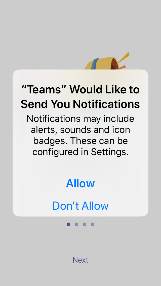 “Teams” Would Like to
Send You Notifications
Notifications may include
alerts, sounds and icon
badges. These can be
configured in Settings.
Allow
Don't Allow
Next